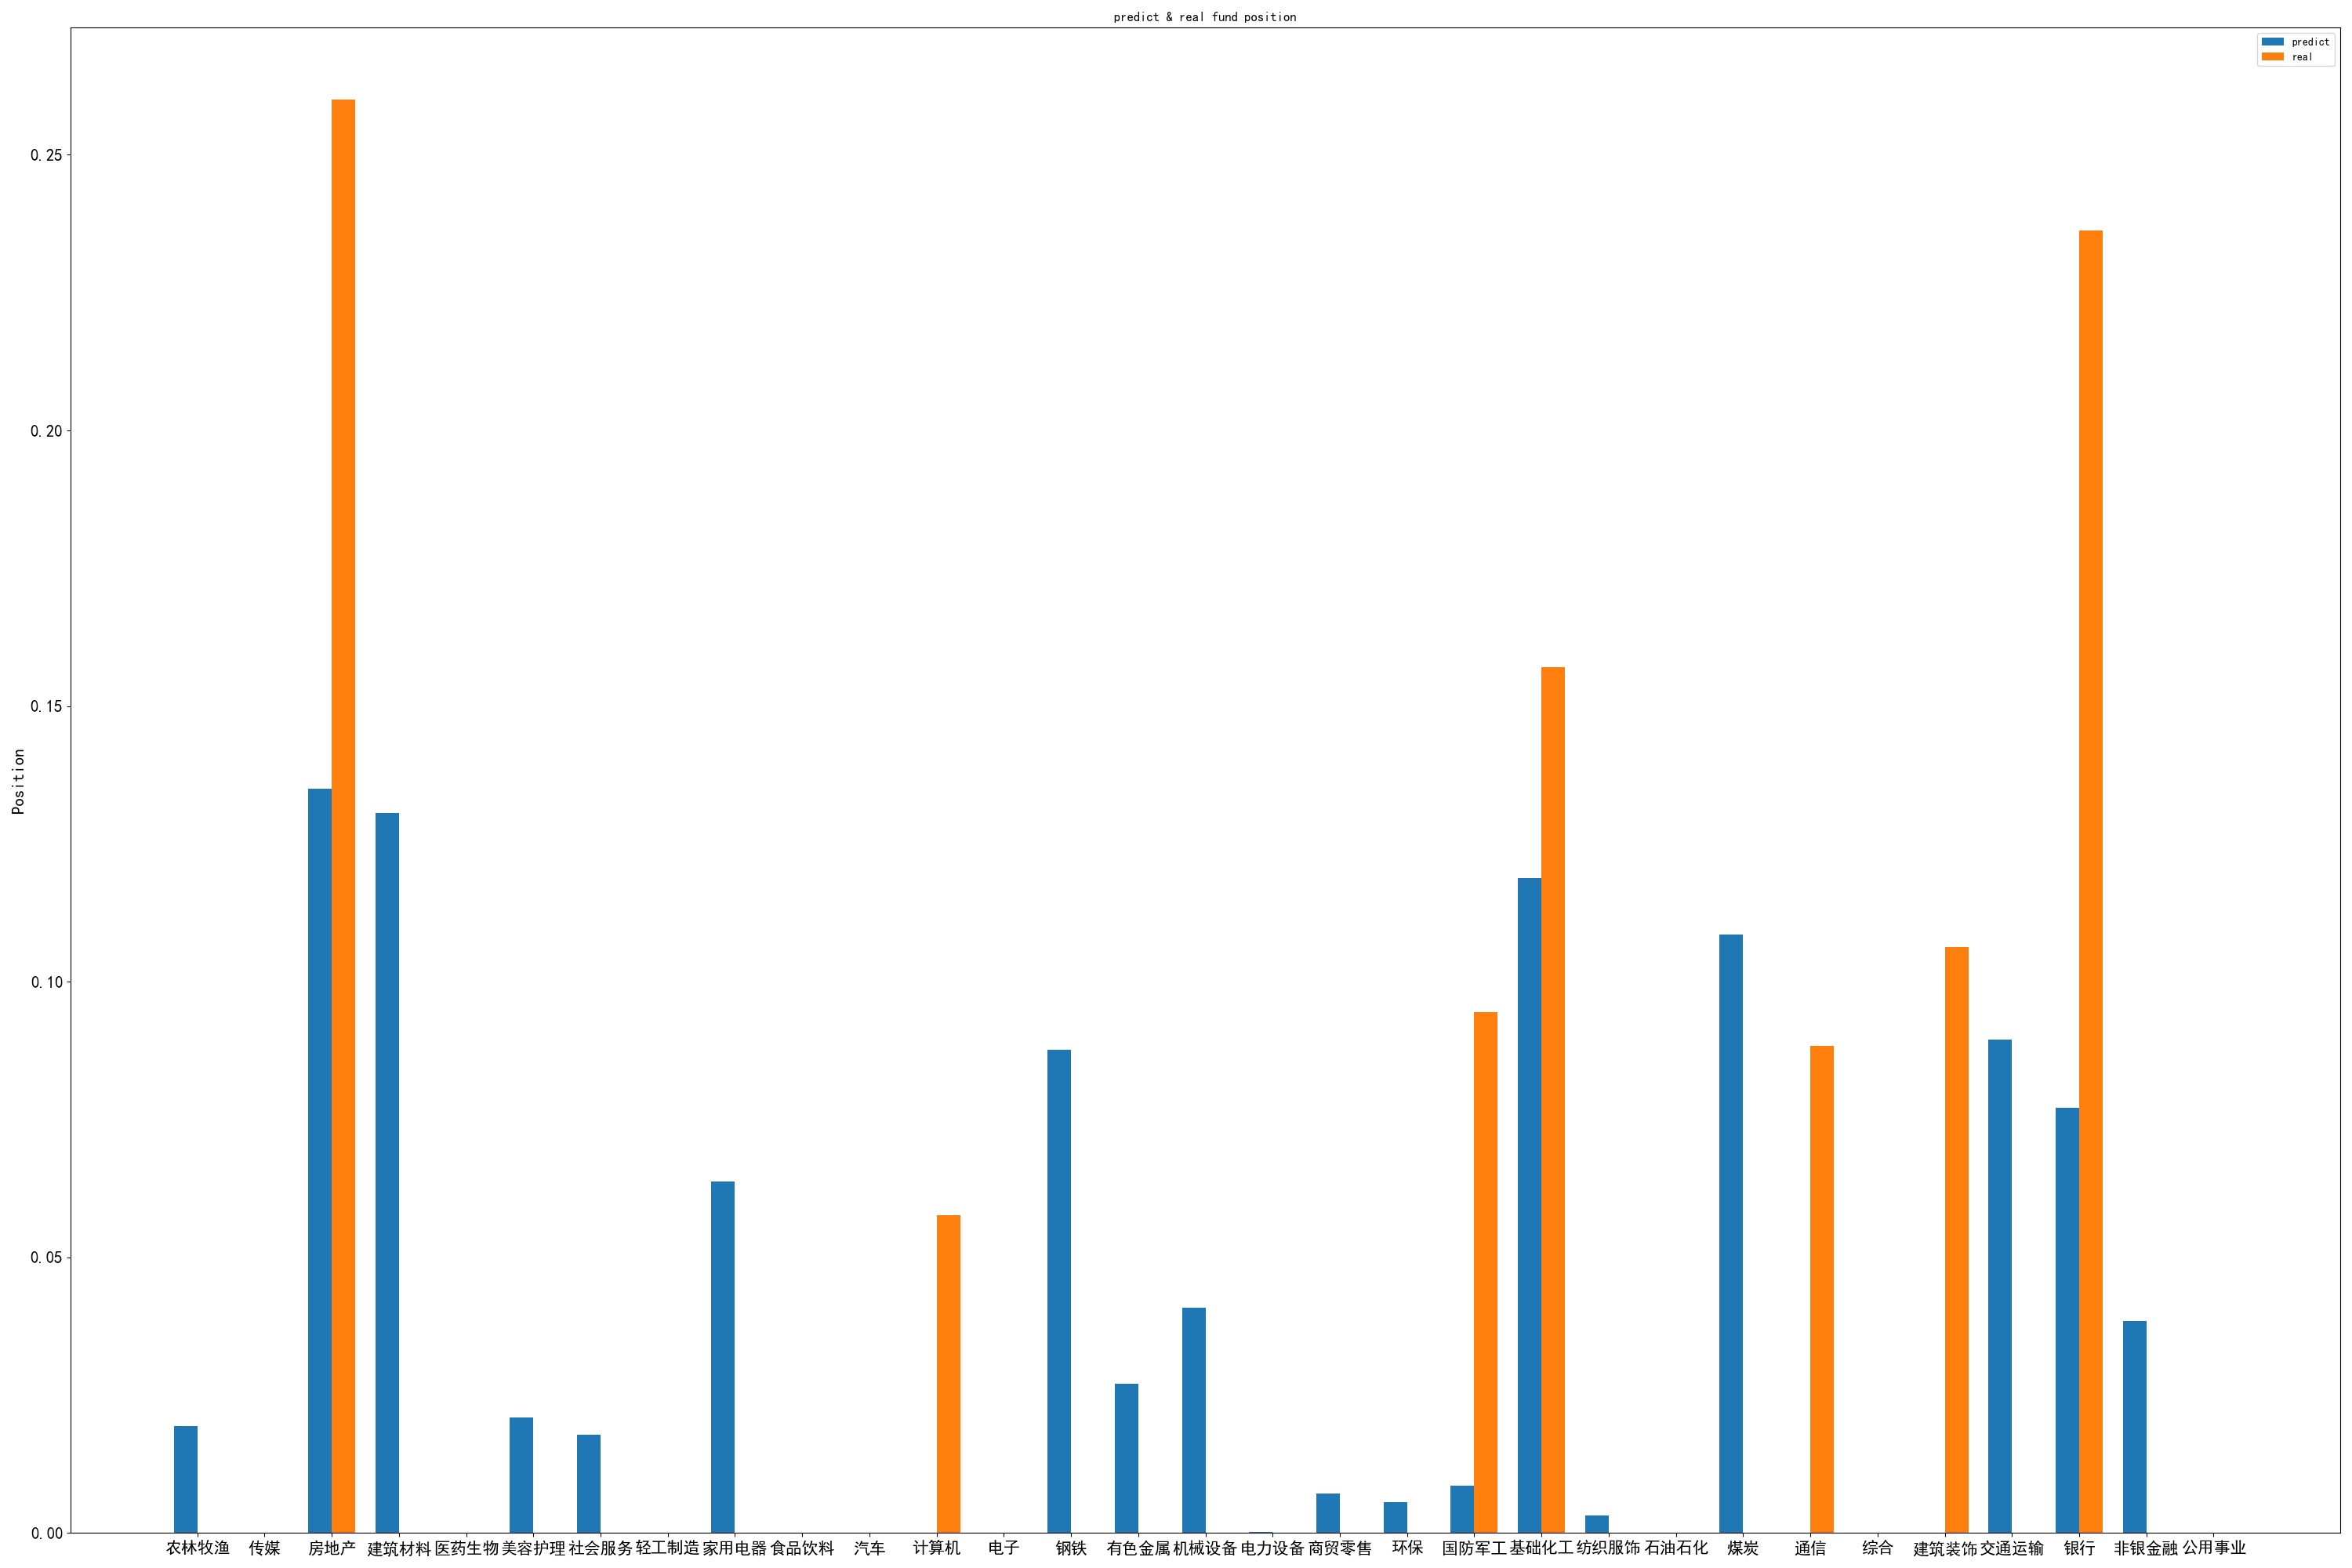 predict & real fund position
predict
real
0.25
0.20
0.15
0.10
0.05
0.00
Position
农林牧渔 传媒 房地产 建筑材料 医药生物 美容护理 社会服务 轻工制造 家用电器 食品饮料 汽车 计算机 电子 钢铁 有色金属 机械设备 电力设备 商贸零售 环保 国防军工 基础化工 纺织服饰 石油石化 煤炭 通信 综合 建筑装饰 交通运输 银行 非银金融 公用事业